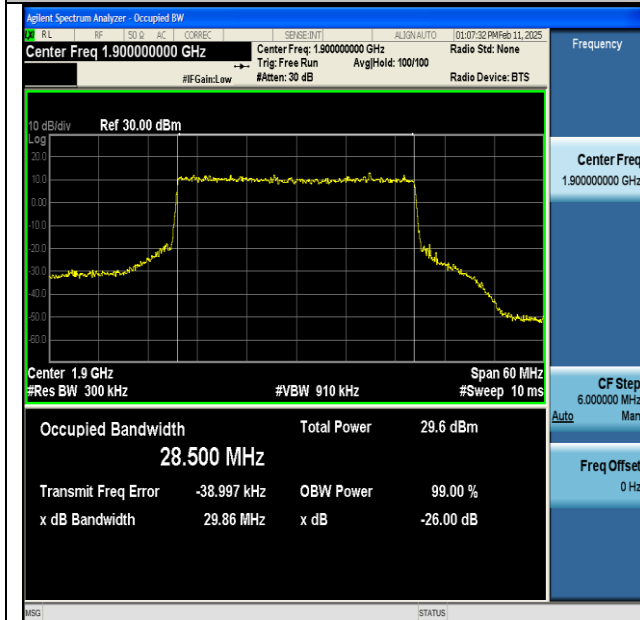 Agilent Spectrum Analyzer - Occupied BW
RL RF 50 Ω AC CORREC SENSE:INT ALIGN AUTO 01:07:32 PM Feb 11, 2025
Center Freq 1.900000000 GHz Center Freq: 1.900000000 GHz Radio Std: None
Trig: Free Run Avg|Hold: 100/100
#IFGain:Low #Atten: 30 dB Radio Device: BTS
Frequency
10 dB/div Ref 30.00 dBm
Log
20.0
10.0
0.00
-10.0
-20.0
-30.0
-40.0
-50.0
-60.0
Center Freq
1.900000000 GHz
Center 1.9 GHz Span 60 MHz
#Res BW 300 kHz #VBW 910 kHz #Sweep 10 ms
CF Step
6.000000 MHz
Auto Man
Occupied Bandwidth Total Power 29.6 dBm
28.500 MHz
Transmit Freq Error -38.997 kHz OBW Power 99.00 %
x dB Bandwidth 29.86 MHz x dB -26.00 dB
Freq Offset
0 Hz
MSG STATUS